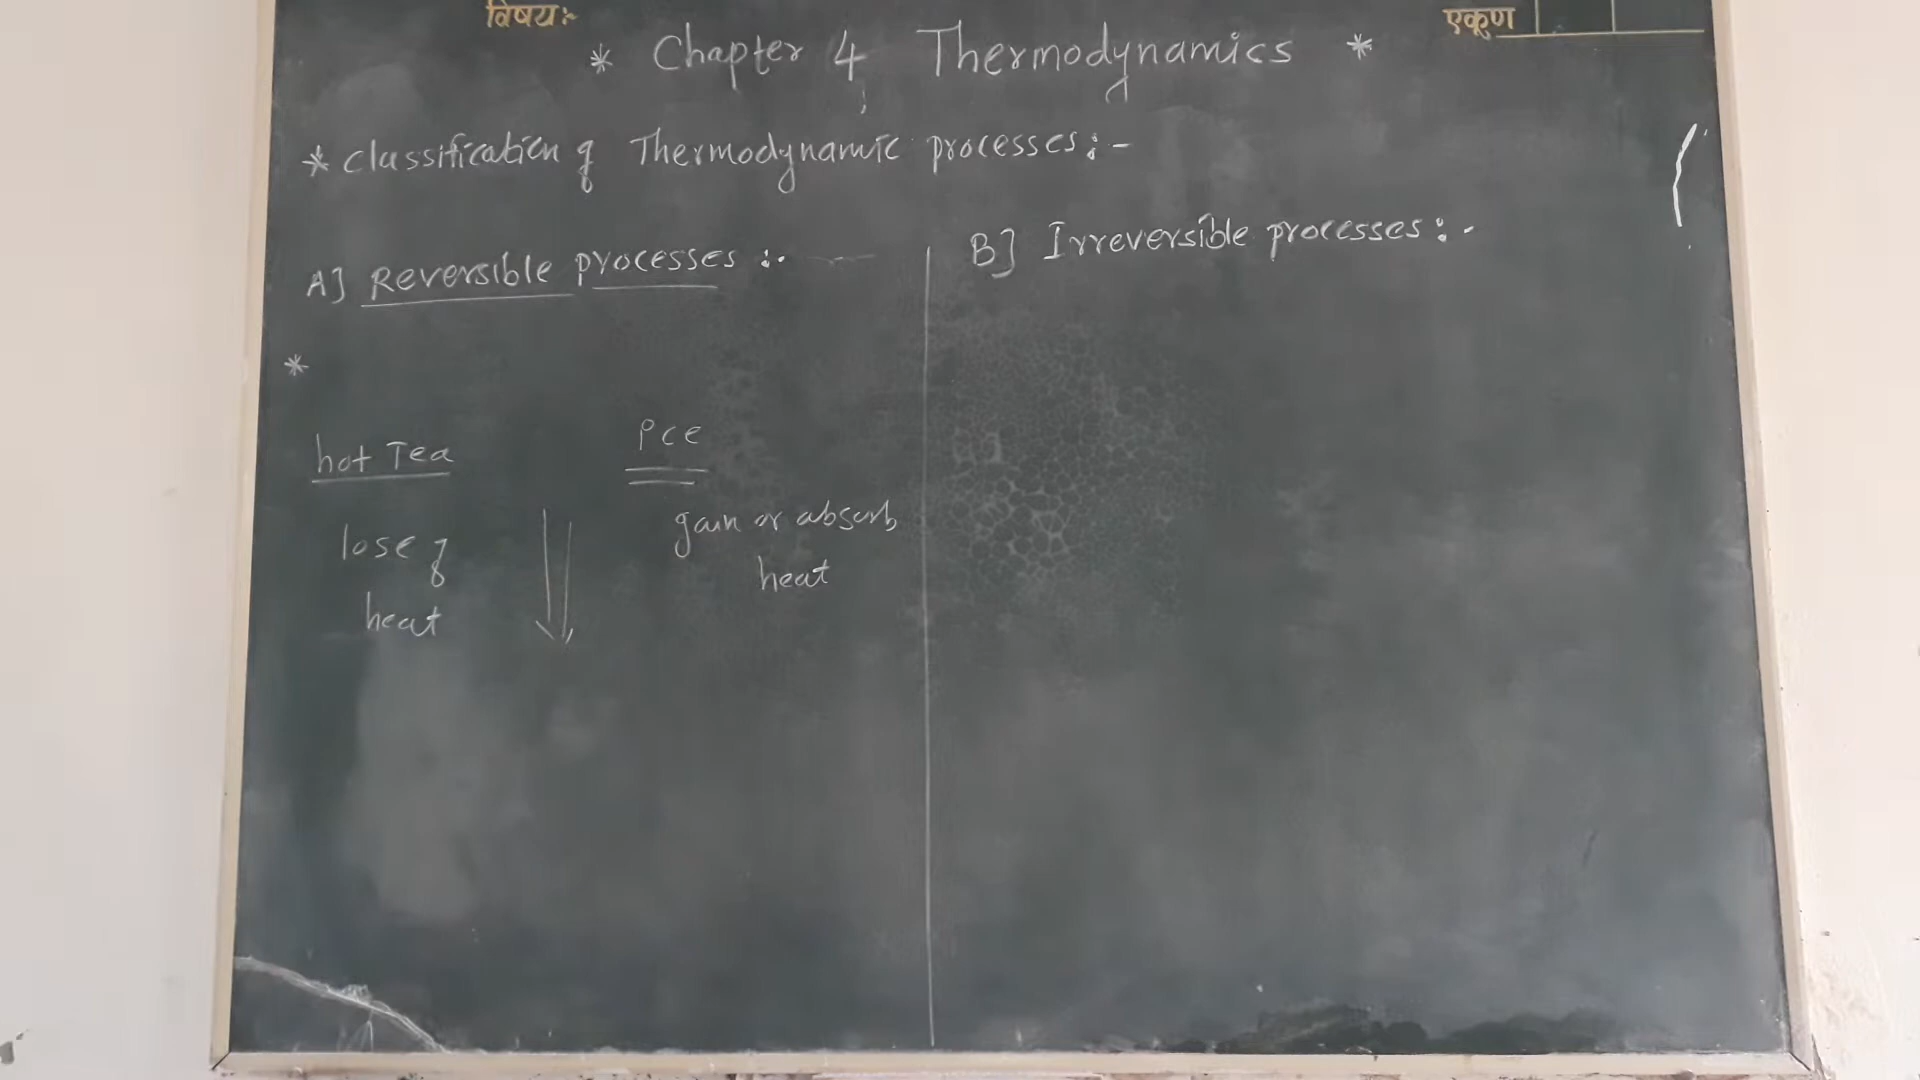 विषय:-
एकूण
* Chapter 4 Thermodynamics *
* Classification of Thermodynamic processes:-
A] Reversible processes :-
B] Irreversible processes :-
*
hot Tea
Ice
lose of
heat
gain or absorb
heat